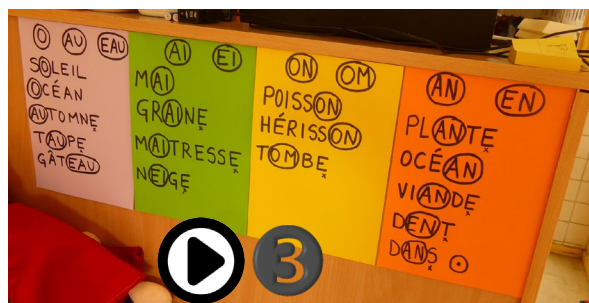 O AU EAU
SOLEIL
OCÉAN
AUTOMNE
TAUPE
GÂTEAU
AI EI
MAI
GRAINE
MAITRESSE
NEIGE
ON OM
POISSON
HÉRISSON
TOMBE
AN EN
PLANTE
OCÉAN
VIANDE
DENT
DANS
3